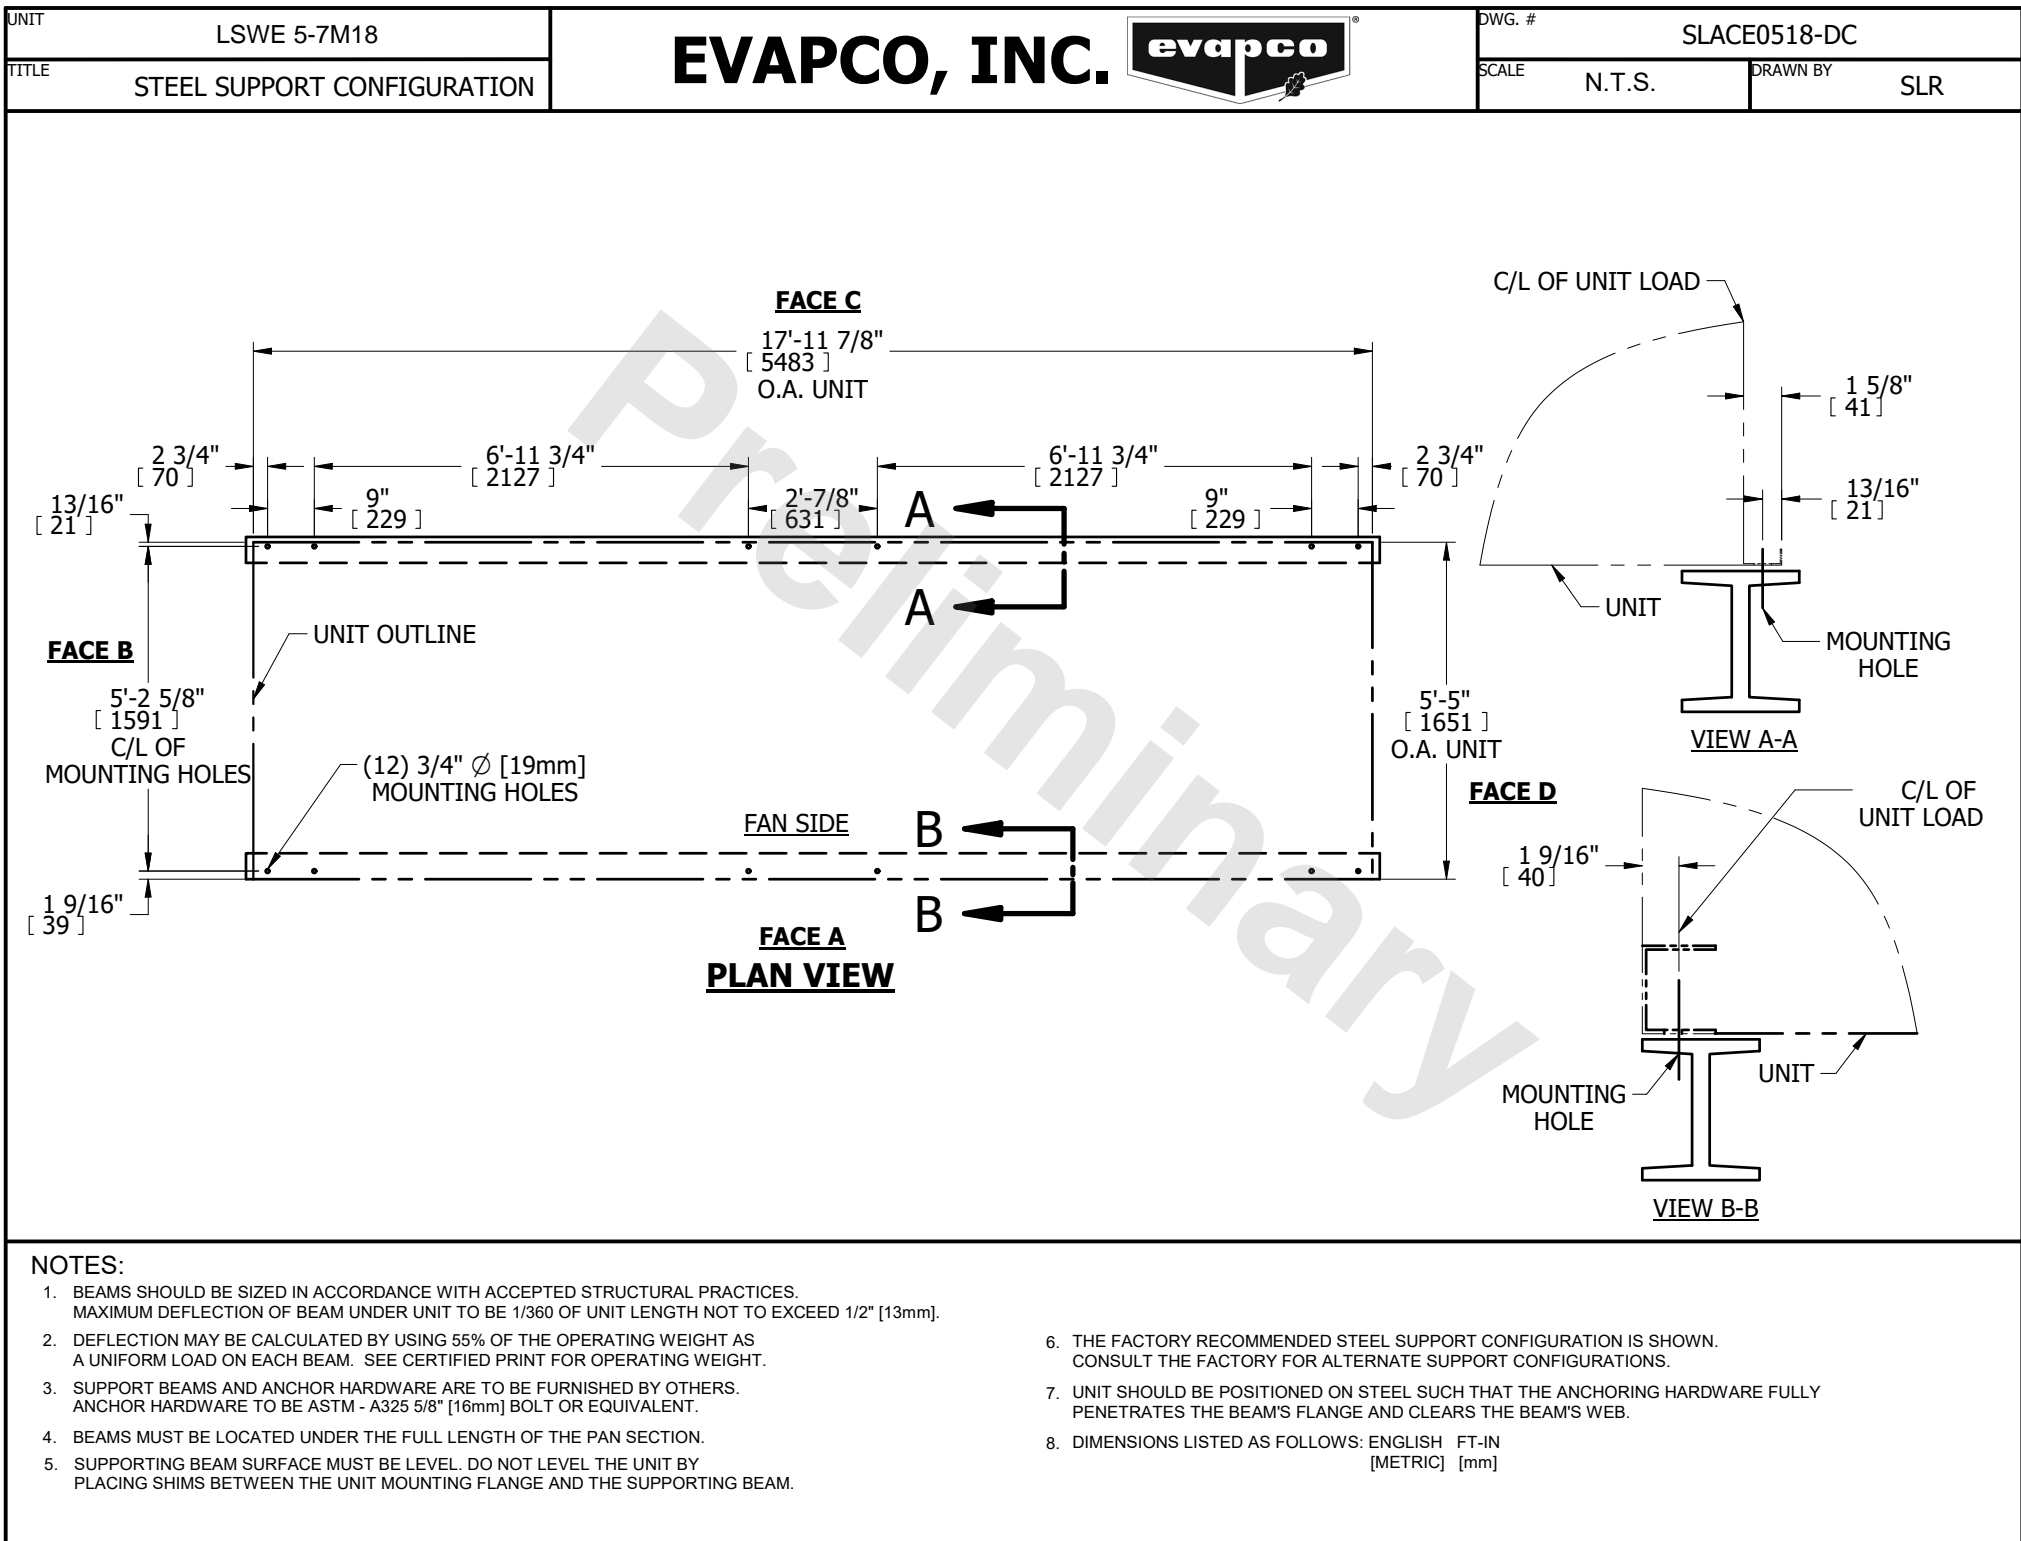 UNIT
LSWE 5-7M18
TITLE
STEEL SUPPORT CONFIGURATION
EVAPCO, INC.
evapco
®
DWG. #
SLACE0518-DC
SCALE
N.T.S.
DRAWN BY
SLR
FACE C
17'-11 7/8"
[ 5483 ]
O.A. UNIT
2 3/4"
[ 70 ]
6'-11 3/4"
[ 2127 ]
6'-11 3/4"
[ 2127 ]
2 3/4"
[ 70 ]
13/16"
[ 21 ]
9"
[ 229 ]
2'-7/8"
[ 631 ]
9"
[ 229 ]
A
A
FACE B
UNIT OUTLINE
5'-2 5/8"
[ 1591 ]
C/L OF
MOUNTING HOLES
(12) 3/4" ∅ [19mm]
MOUNTING HOLES
5'-5"
[ 1651 ]
O.A. UNIT
FACE D
FAN SIDE
B
B
1 9/16"
[ 39 ]
FACE A
PLAN VIEW
C/L OF UNIT LOAD
1 5/8"
[ 41 ]
13/16"
[ 21 ]
UNIT
MOUNTING
HOLE
VIEW A-A
C/L OF
UNIT LOAD
1 9/16"
[ 40 ]
UNIT
MOUNTING
HOLE
VIEW B-B
Preliminary
NOTES:
1. BEAMS SHOULD BE SIZED IN ACCORDANCE WITH ACCEPTED STRUCTURAL PRACTICES.
MAXIMUM DEFLECTION OF BEAM UNDER UNIT TO BE 1/360 OF UNIT LENGTH NOT TO EXCEED 1/2" [13mm].
2. DEFLECTION MAY BE CALCULATED BY USING 55% OF THE OPERATING WEIGHT AS
A UNIFORM LOAD ON EACH BEAM. SEE CERTIFIED PRINT FOR OPERATING WEIGHT.
3. SUPPORT BEAMS AND ANCHOR HARDWARE ARE TO BE FURNISHED BY OTHERS.
ANCHOR HARDWARE TO BE ASTM - A325 5/8" [16mm] BOLT OR EQUIVALENT.
4. BEAMS MUST BE LOCATED UNDER THE FULL LENGTH OF THE PAN SECTION.
5. SUPPORTING BEAM SURFACE MUST BE LEVEL. DO NOT LEVEL THE UNIT BY
PLACING SHIMS BETWEEN THE UNIT MOUNTING FLANGE AND THE SUPPORTING BEAM.
6. THE FACTORY RECOMMENDED STEEL SUPPORT CONFIGURATION IS SHOWN.
CONSULT THE FACTORY FOR ALTERNATE SUPPORT CONFIGURATIONS.
7. UNIT SHOULD BE POSITIONED ON STEEL SUCH THAT THE ANCHORING HARDWARE FULLY
PENETRATES THE BEAM'S FLANGE AND CLEARS THE BEAM'S WEB.
8. DIMENSIONS LISTED AS FOLLOWS: ENGLISH FT-IN
[METRIC] [mm]